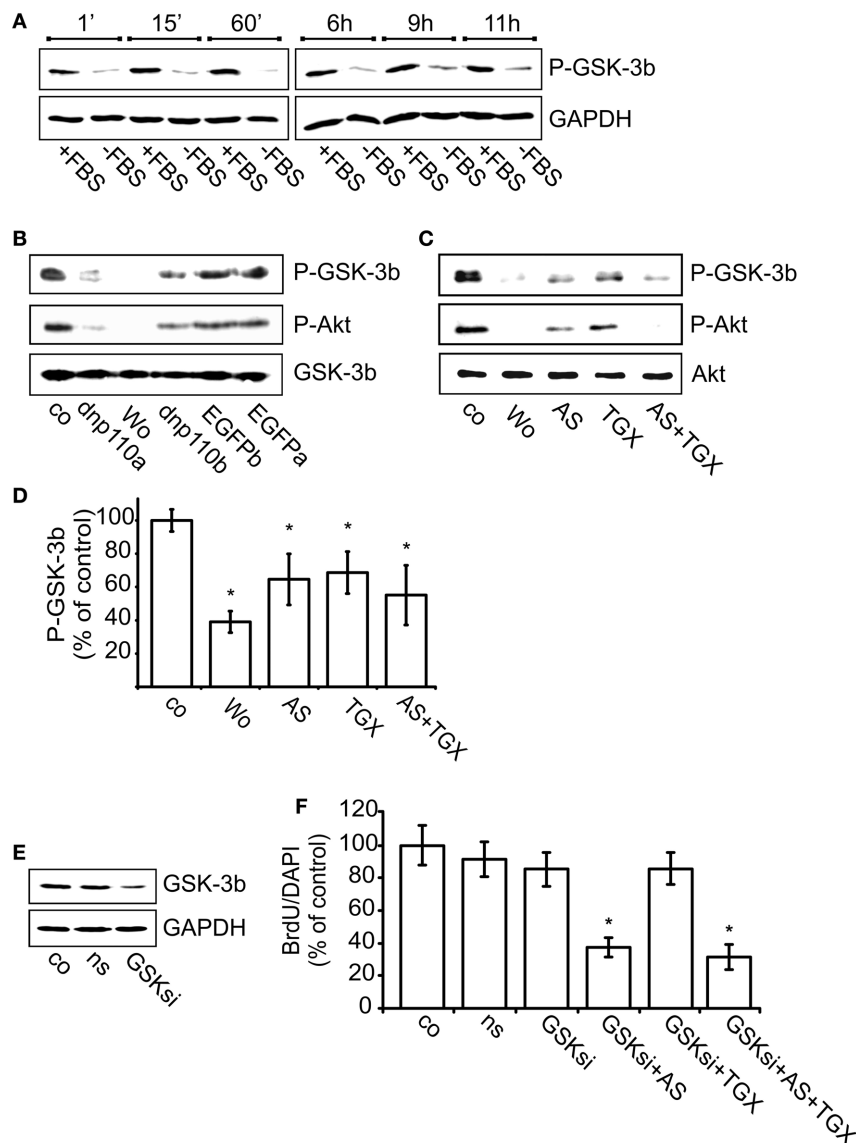 A
1’ 15’ 60’ 6h 9h 11h
P-GSK-3b
GAPDH
+FBS -FBS +FBS -FBS +FBS -FBS +FBS -FBS +FBS -FBS +FBS -FBS
B
P-GSK-3b
P-Akt
GSK-3b
co dnp110a Wo dnp110b EGFPb EGFPa
C
P-GSK-3b
P-Akt
Akt
co Wo AS TGX AS+TGX
D
P-GSK-3b
(% of control)
100
80
60
40
20
* * * *
co Wo AS TGX AS+TGX
E
GSK-3b
GAPDH
co ns GSKsi
F
BrdU/DAPI
(% of control)
120
100
80
60
40
20
0
* *
co ns GSKsi GSKsi+AS GSKsi+TGX GSKsi+AS+TGX